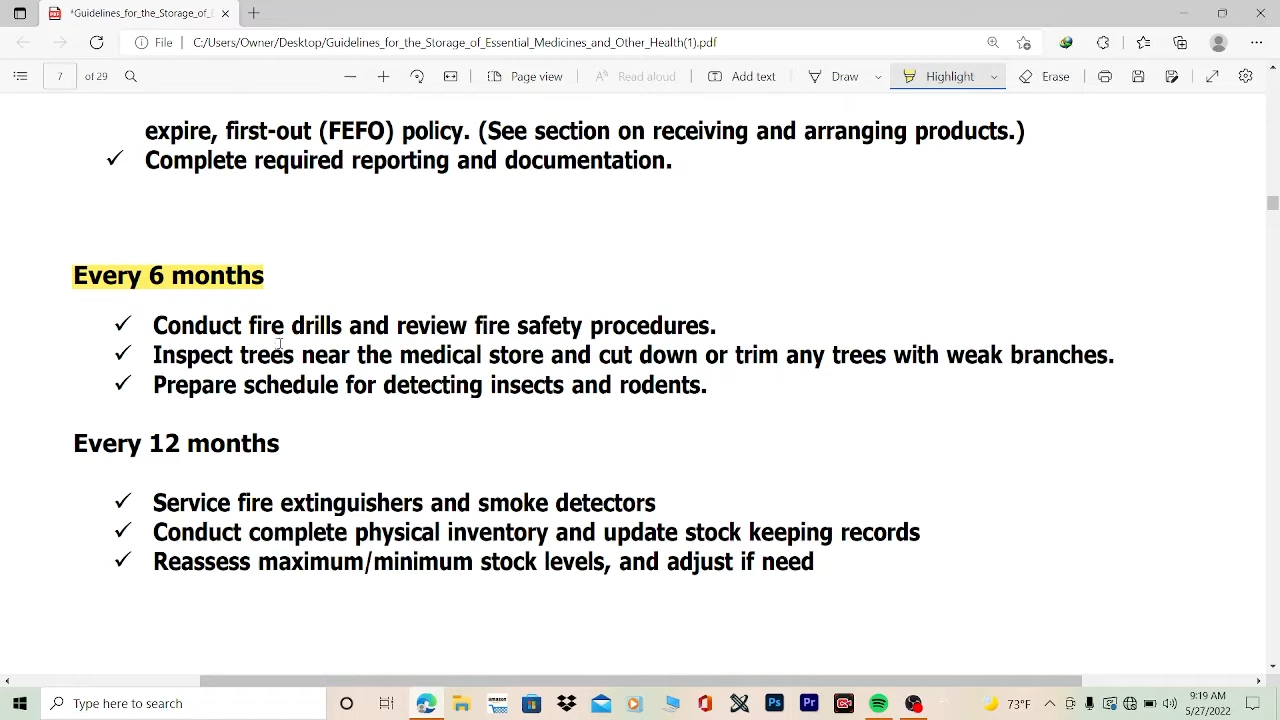 *Guidelines_for_the_Storage_of_
File
C:/Users/Owner/Desktop/Guidelines_for_the_Storage_of_Essential_Medicines_and_Other_Health(1).pdf
7 of 29
Page view
Read aloud
Add text
Draw
Highlight
Erase
expire, first-out (FEFO) policy. (See section on receiving and arranging products.)
✓ Complete required reporting and documentation.
Every 6 months
✓ Conduct fire drills and review fire safety procedures.
✓ Inspect trees near the medical store and cut down or trim any trees with weak branches.
✓ Prepare schedule for detecting insects and rodents.
Every 12 months
✓ Service fire extinguishers and smoke detectors
✓ Conduct complete physical inventory and update stock keeping records
✓ Reassess maximum/minimum stock levels, and adjust if need
Type here to search
amazon
Ps
Pr
73°F
9:19 AM
5/27/2022